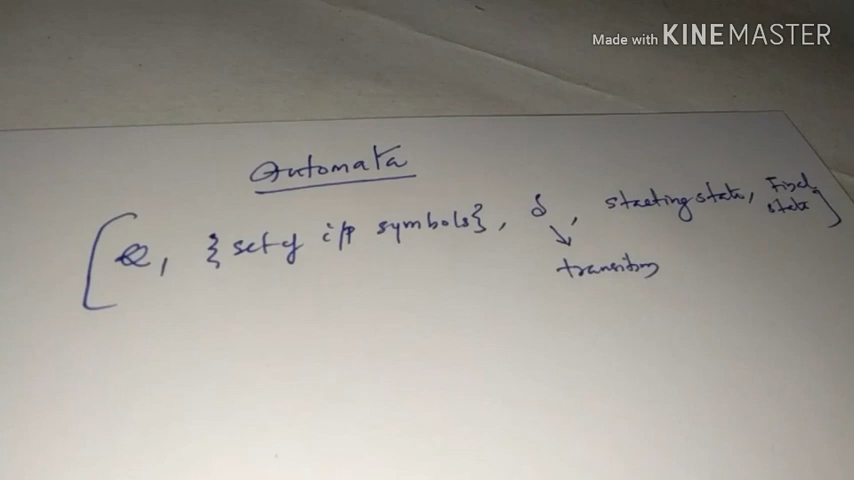 Made with KINEMASTER
Automata
Q, {set of i/p symbols}, δ, starting state, Final state)
transition